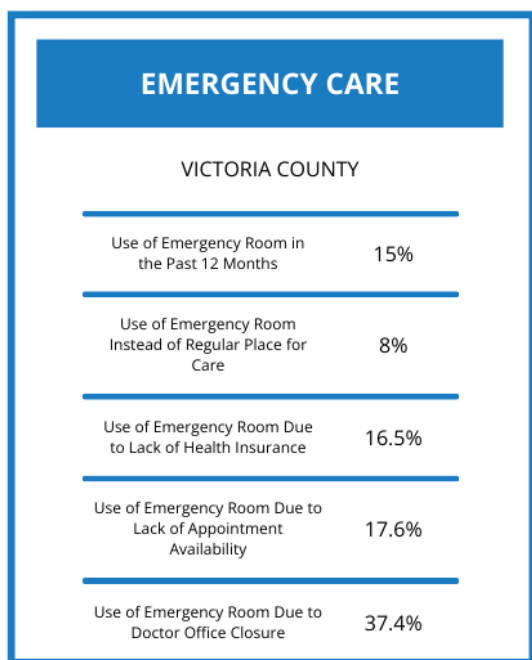 EMERGENCY CARE
VICTORIA COUNTY
Use of Emergency Room in
the Past 12 Months
15%
Use of Emergency Room
Instead of Regular Place for
Care
8%
Use of Emergency Room Due
to Lack of Health Insurance
16.5%
Use of Emergency Room Due to
Lack of Appointment
Availability
17.6%
Use of Emergency Room Due to
Doctor Office Closure
37.4%